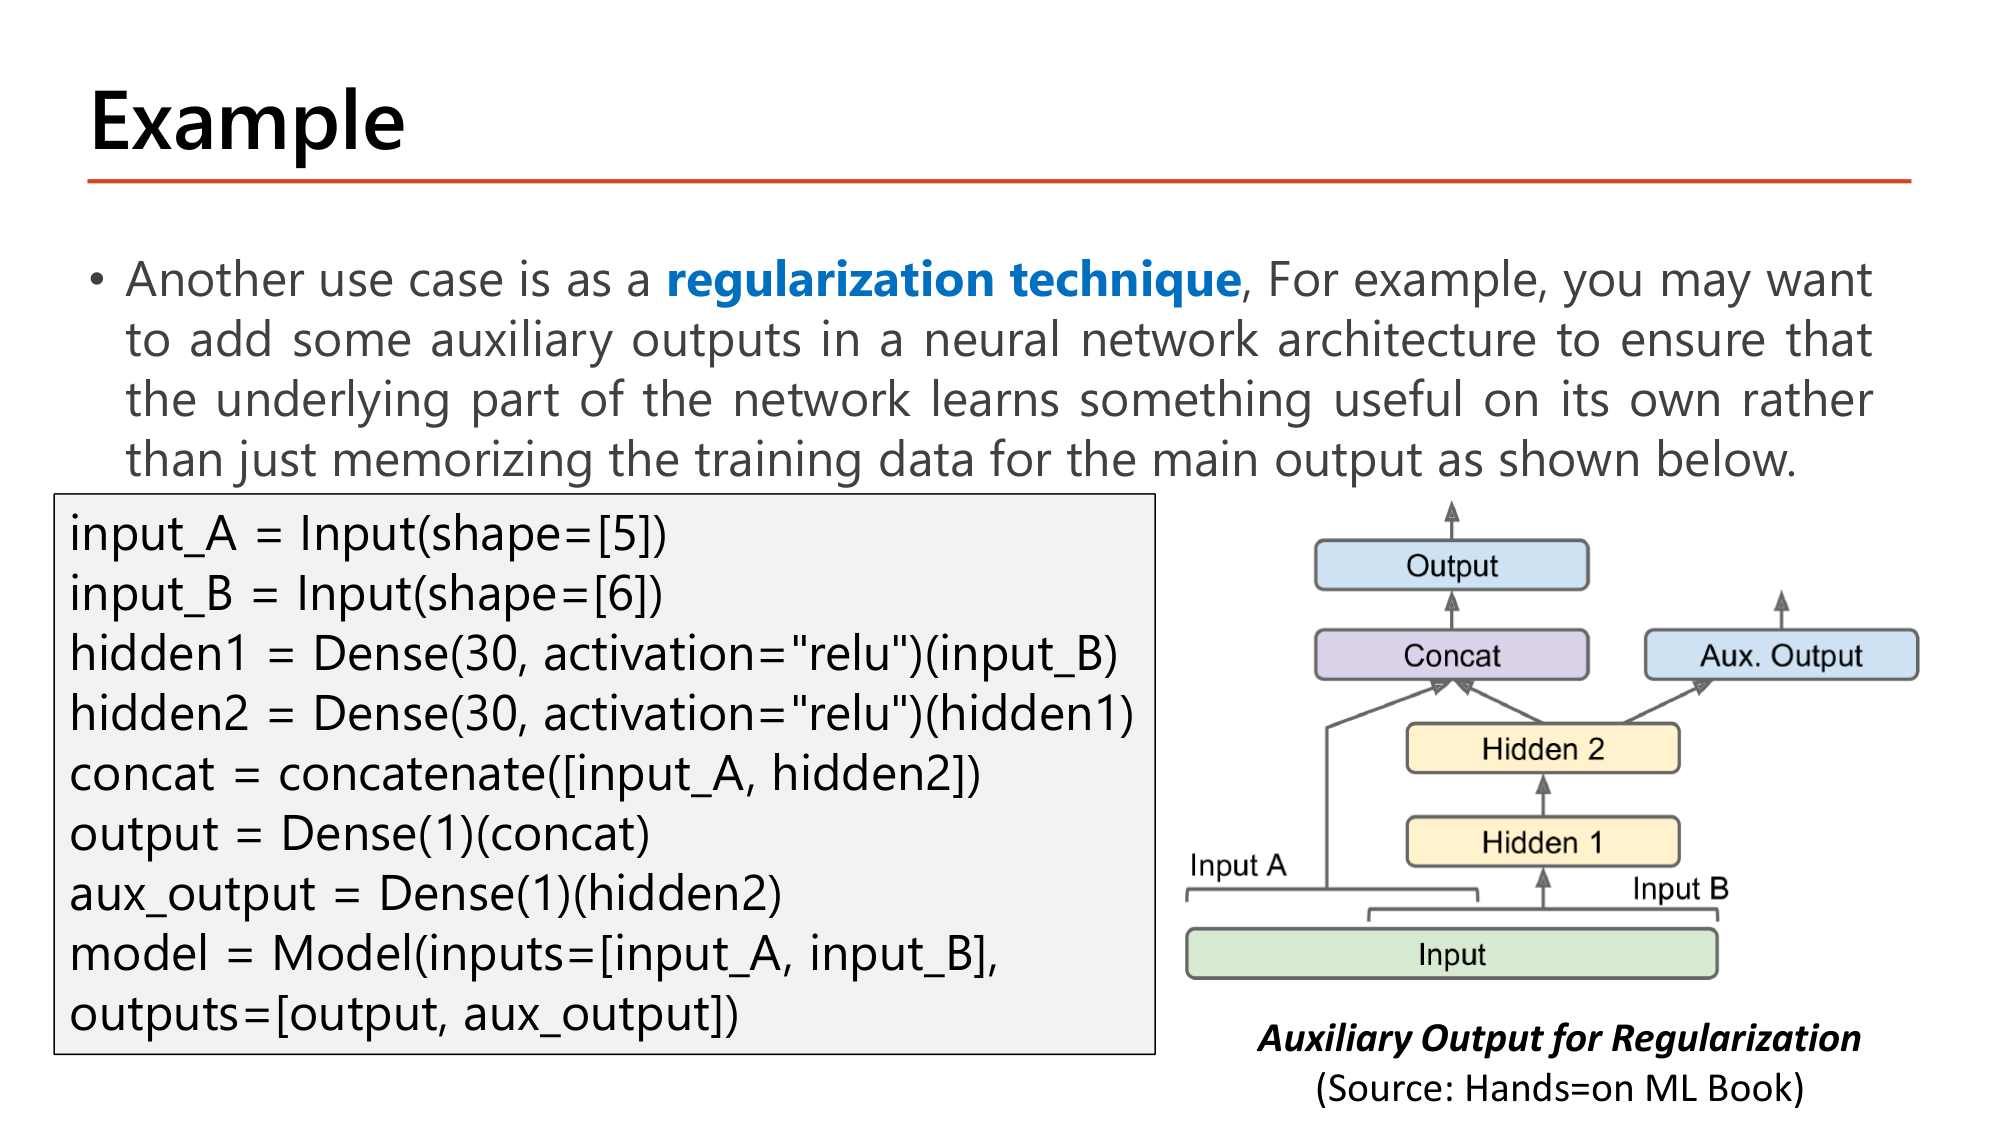 Example
• Another use case is as a regularization technique, For example, you may want
to add some auxiliary outputs in a neural network architecture to ensure that
the underlying part of the network learns something useful on its own rather
than just memorizing the training data for the main output as shown below.
input_A = Input(shape=[5])
input_B = Input(shape=[6])
hidden1 = Dense(30, activation="relu")(input_B)
hidden2 = Dense(30, activation="relu")(hidden1)
concat = concatenate([input_A, hidden2])
output = Dense(1)(concat)
aux_output = Dense(1)(hidden2)
model = Model(inputs=[input_A, input_B],
outputs=[output, aux_output])
Output
Concat
Aux. Output
Hidden 2
Hidden 1
Input A
Input B
Input
Auxiliary Output for Regularization
(Source: Hands=on ML Book)